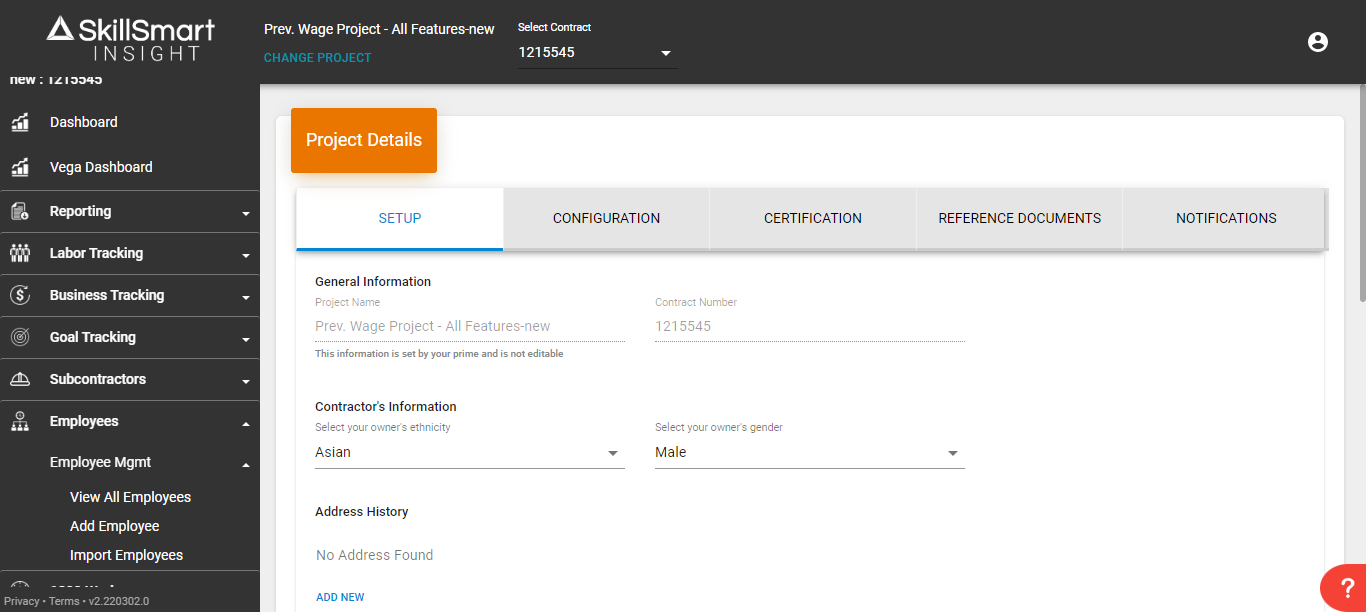 SkillSmart
INSIGHT
Prev. Wage Project - All Features-new
CHANGE PROJECT
Select Contract
1215545
new : 1215545
Dashboard
Vega Dashboard
Reporting
Labor Tracking
Business Tracking
Goal Tracking
Subcontractors
Employees
Employee Mgmt
View All Employees
Add Employee
Import Employees
Privacy • Terms • v2.220302.0
Project Details
SETUP
CONFIGURATION
CERTIFICATION
REFERENCE DOCUMENTS
NOTIFICATIONS
General Information
Project Name
Prev. Wage Project - All Features-new
This information is set by your prime and is not editable
Contract Number
1215545
Contractor's Information
Select your owner's ethnicity
Asian
Select your owner's gender
Male
Address History
No Address Found
ADD NEW
?